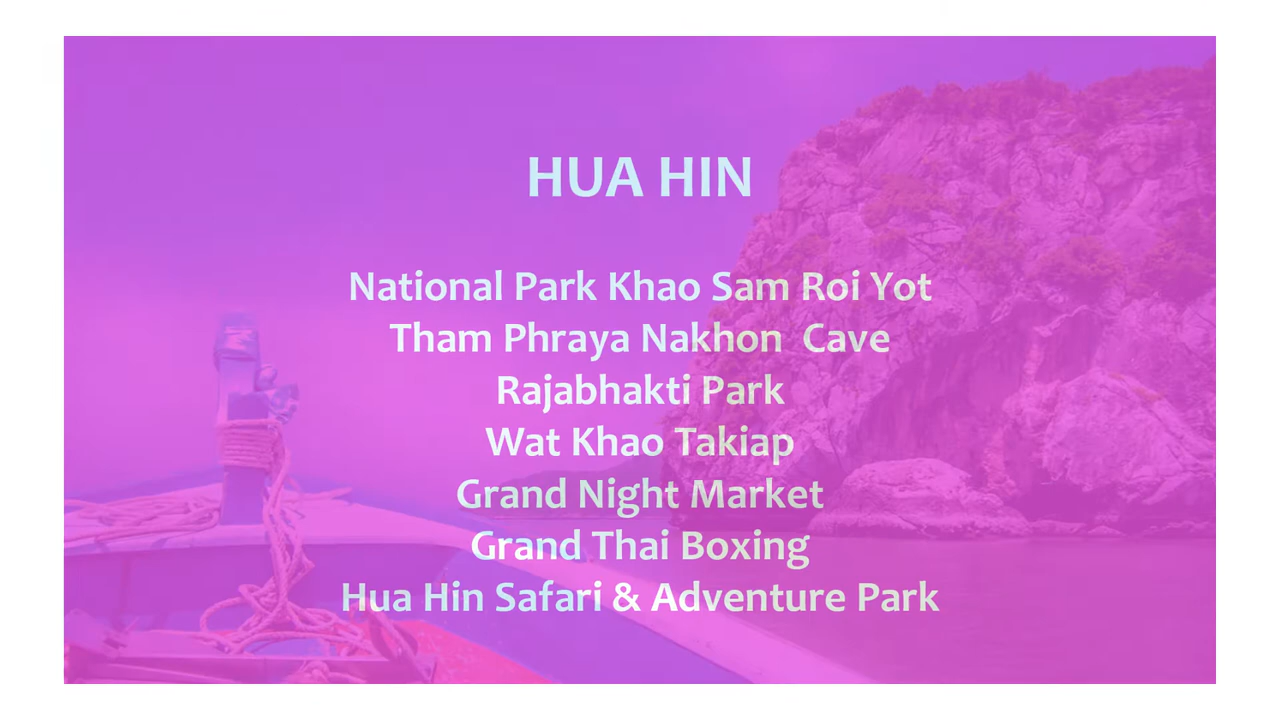 HUA HIN
National Park Khao Sam Roi Yot
Tham Phraya Nakhon  Cave
Rajabhakti Park
Wat Khao Takiap
Grand Night Market
Grand Thai Boxing
Hua Hin Safari & Adventure Park